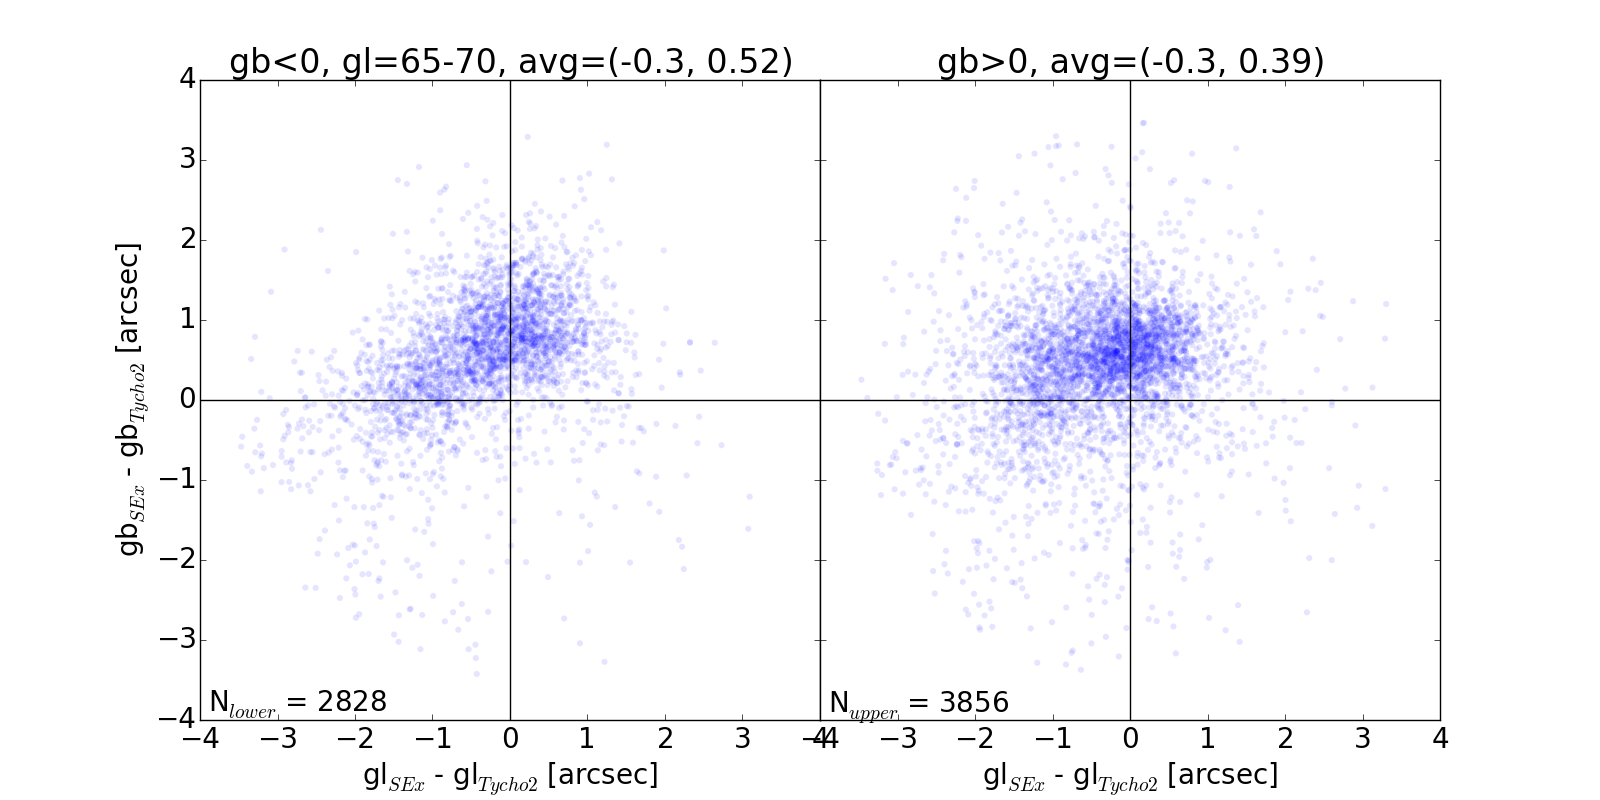 gb<0, gl=65-70, avg=(-0.3, 0.52)
gb>0, avg=(-0.3, 0.39)
4
3
2
1
0
−1
−2
−3
−4
gb_SEx - gb_Tycho2 [arcsec]
N_lower = 2828
N_upper = 3856
−4 −3 −2 −1 0 1 2 3 4
−4 −3 −2 −1 0 1 2 3 4
gl_SEx - gl_Tycho2 [arcsec]
gl_SEx - gl_Tycho2 [arcsec]